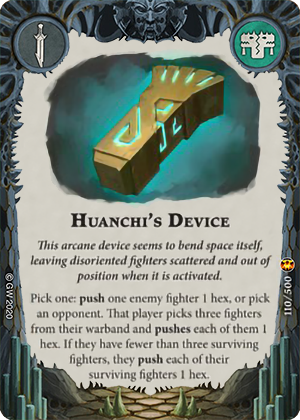 HUANCHI'S DEVICE
This arcane device seems to bend space itself,
leaving disoriented fighters scattered and out of
position when it is activated.
Pick one: push one enemy fighter 1 hex, or pick
an opponent. That player picks three fighters
from their warband and pushes each of them 1
hex. If they have fewer than three surviving
fighters, they push each of their
surviving fighters 1 hex.
© GW 2020
110/500